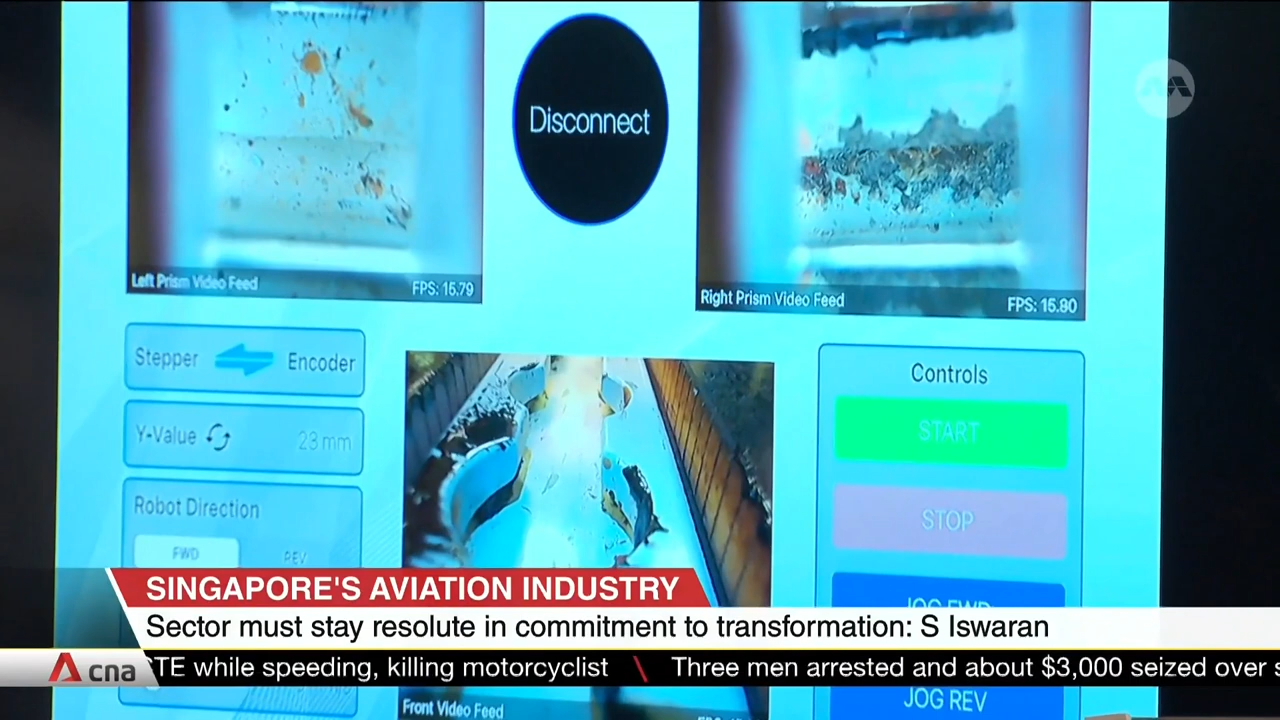 Disconnect
Left Prism Video Feed
FPS: 15.79
Right Prism Video Feed
FPS: 15.80
Stepper
Encoder
Y-Value
23 mm
Robot Direction
FWD
REV
Controls
START
STOP
JOG FWD
JOG REV
Front Video Feed
SINGAPORE'S AVIATION INDUSTRY
Sector must stay resolute in commitment to transformation: S Iswaran
cna
TE while speeding, killing motorcyclist \ Three men arrested and about $3,000 seized over s